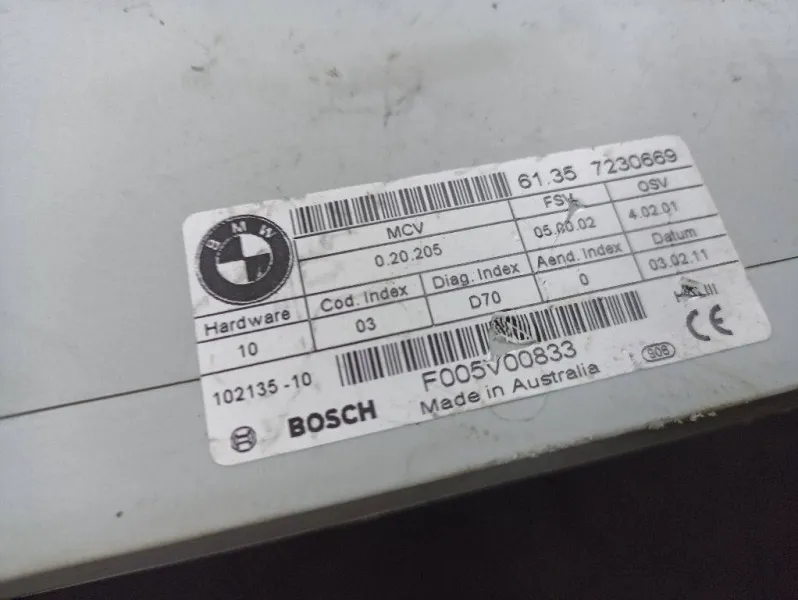 61.35 7230669
BMW
MCV
FSV
OSV
0.20.205
05.00.02
4.02.01
Hardware
Cod. Index
Diag. Index
Aend. Index
Datum
10
03
D70
0
03.02.11
102135-10
F005V00833
908
CE
BOSCH
Made in Australia